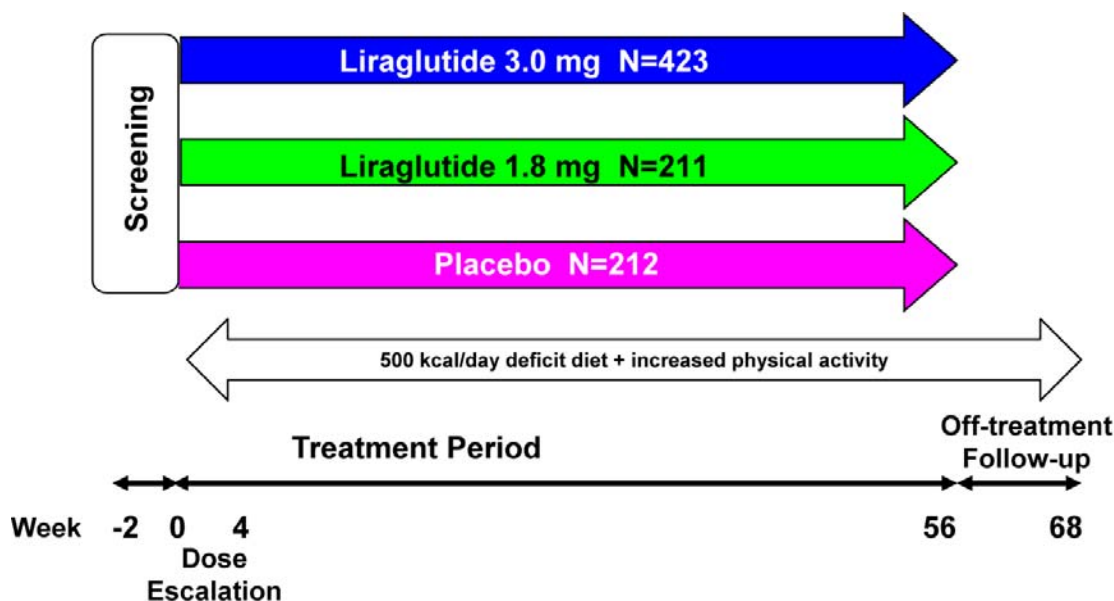 Screening
Liraglutide 3.0 mg N=423
Liraglutide 1.8 mg N=211
Placebo N=212
500 kcal/day deficit diet + increased physical activity
Treatment Period
Off-treatment
Follow-up
Week -2 0 4 56 68
Dose
Escalation